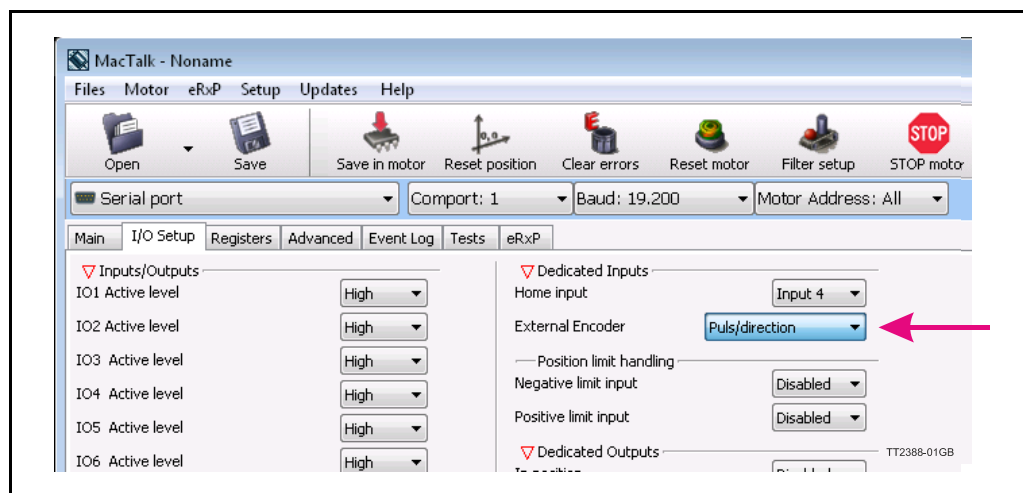 MacTalk - Noname
Files Motor eRxP Setup Updates Help
Open Save Save in motor Reset position Clear errors Reset motor Filter setup STOP motor
STOP
Serial port Comport: 1 Baud: 19.200 Motor Address: All
Main I/O Setup Registers Advanced Event Log Tests eRxP
Inputs/Outputs
IO1 Active level High
IO2 Active level High
IO3 Active level High
IO4 Active level High
IO5 Active level High
IO6 Active level High
Dedicated Inputs
Home input Input 4
External Encoder Puls/direction
Position limit handling
Negative limit input Disabled
Positive limit input Disabled
Dedicated Outputs
TT2388-01GB